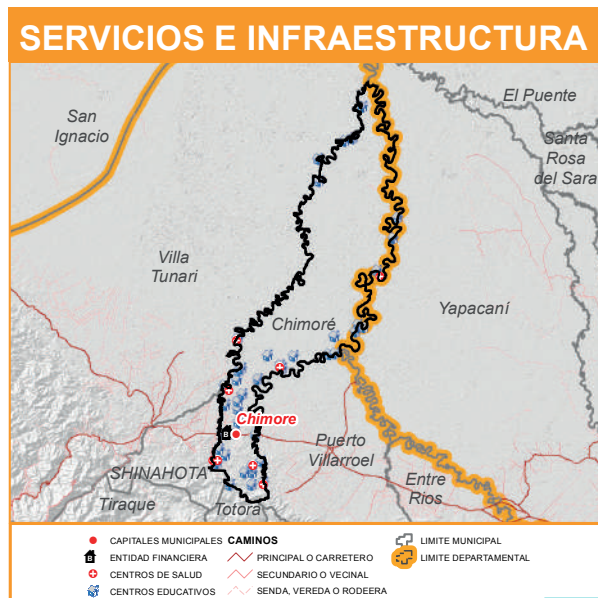 SERVICIOS E INFRAESTRUCTURA
El Puente
San
Ignacio
Santa
Rosa
del Sara
Villa
Tunari
Yapacaní
Chimoré
Chimore
B
Puerto
Villarroel
SHINAHOTA
Entre
Rios
Tiraque
Totora
CAPITALES MUNICIPALES
B
ENTIDAD FINANCIERA
CENTROS DE SALUD
CENTROS EDUCATIVOS
CAMINOS
PRINCIPAL O CARRETERO
SECUNDARIO O VECINAL
SENDA, VEREDA O RODEERA
LIMITE MUNICIPAL
LIMITE DEPARTAMENTAL